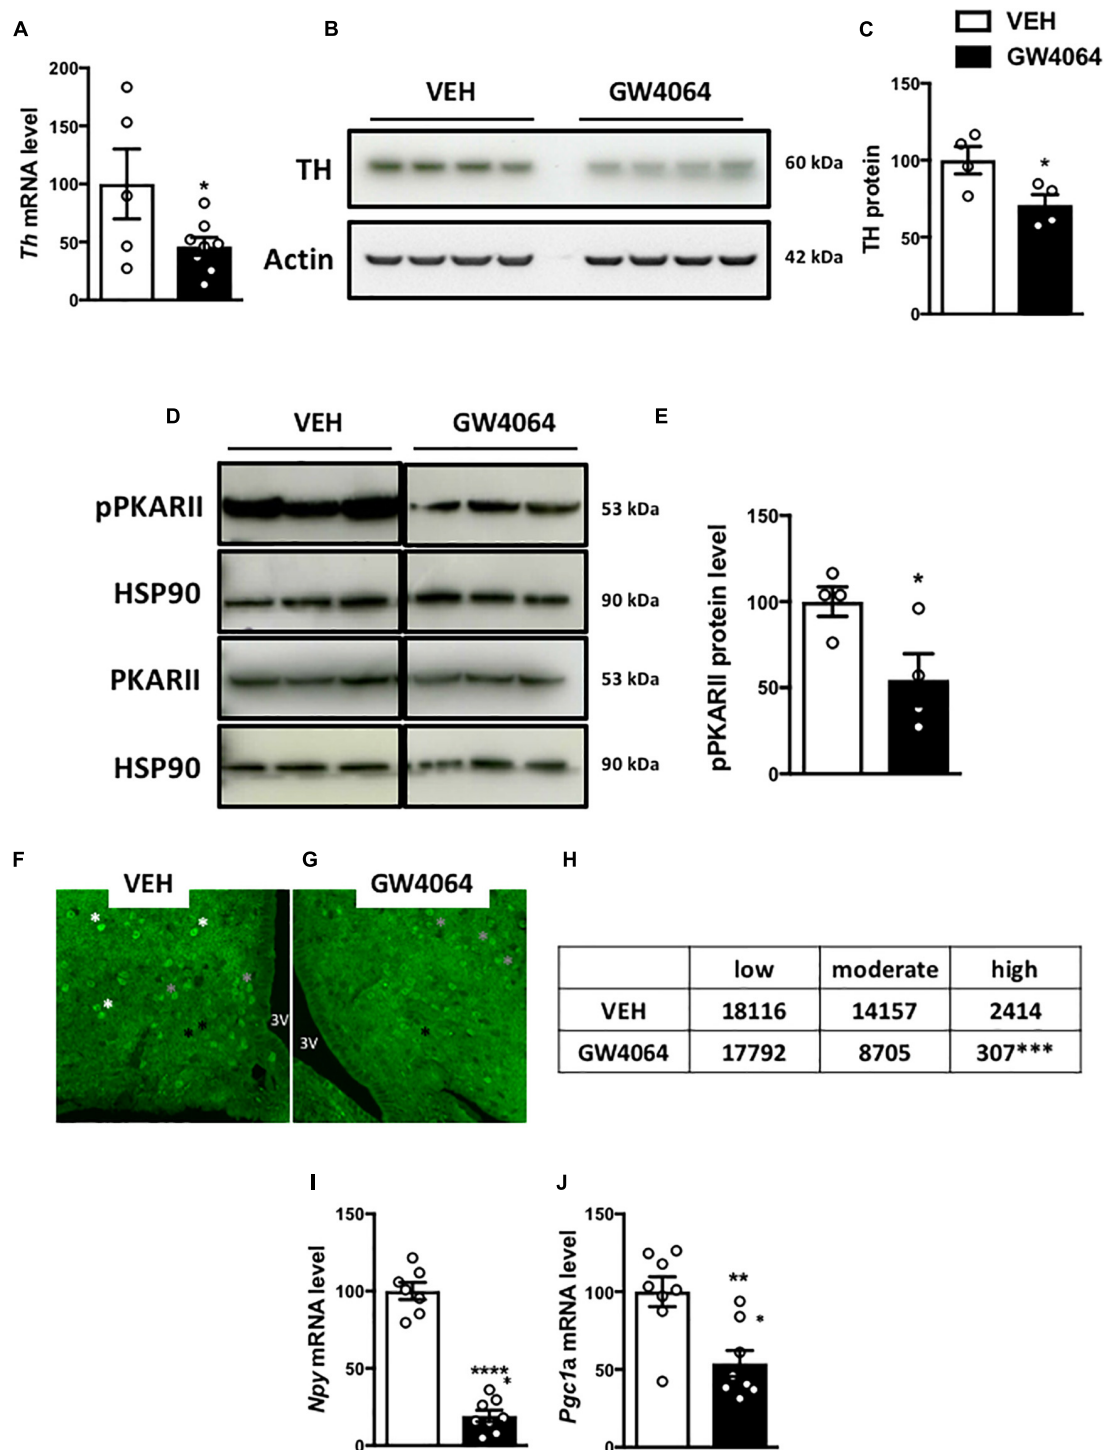 A
B
C
VEH
GW4064
200
150
100
50
0
Th mRNA level
*
VEH
GW4064
TH
60 kDa
Actin
42 kDa
150
100
50
0
TH protein
*
D
VEH
GW4064
E
pPKARII
53 kDa
HSP90
90 kDa
PKARII
53 kDa
HSP90
90 kDa
150
100
50
0
pPKARII protein level
*
F
VEH
3V
G
GW4064
3V
H
low moderate high
VEH 18116 14157 2414
GW4064 17792 8705 307***
I
150
100
50
0
Npy mRNA level
****
*
J
150
100
50
0
Pgc1a mRNA level
**
*